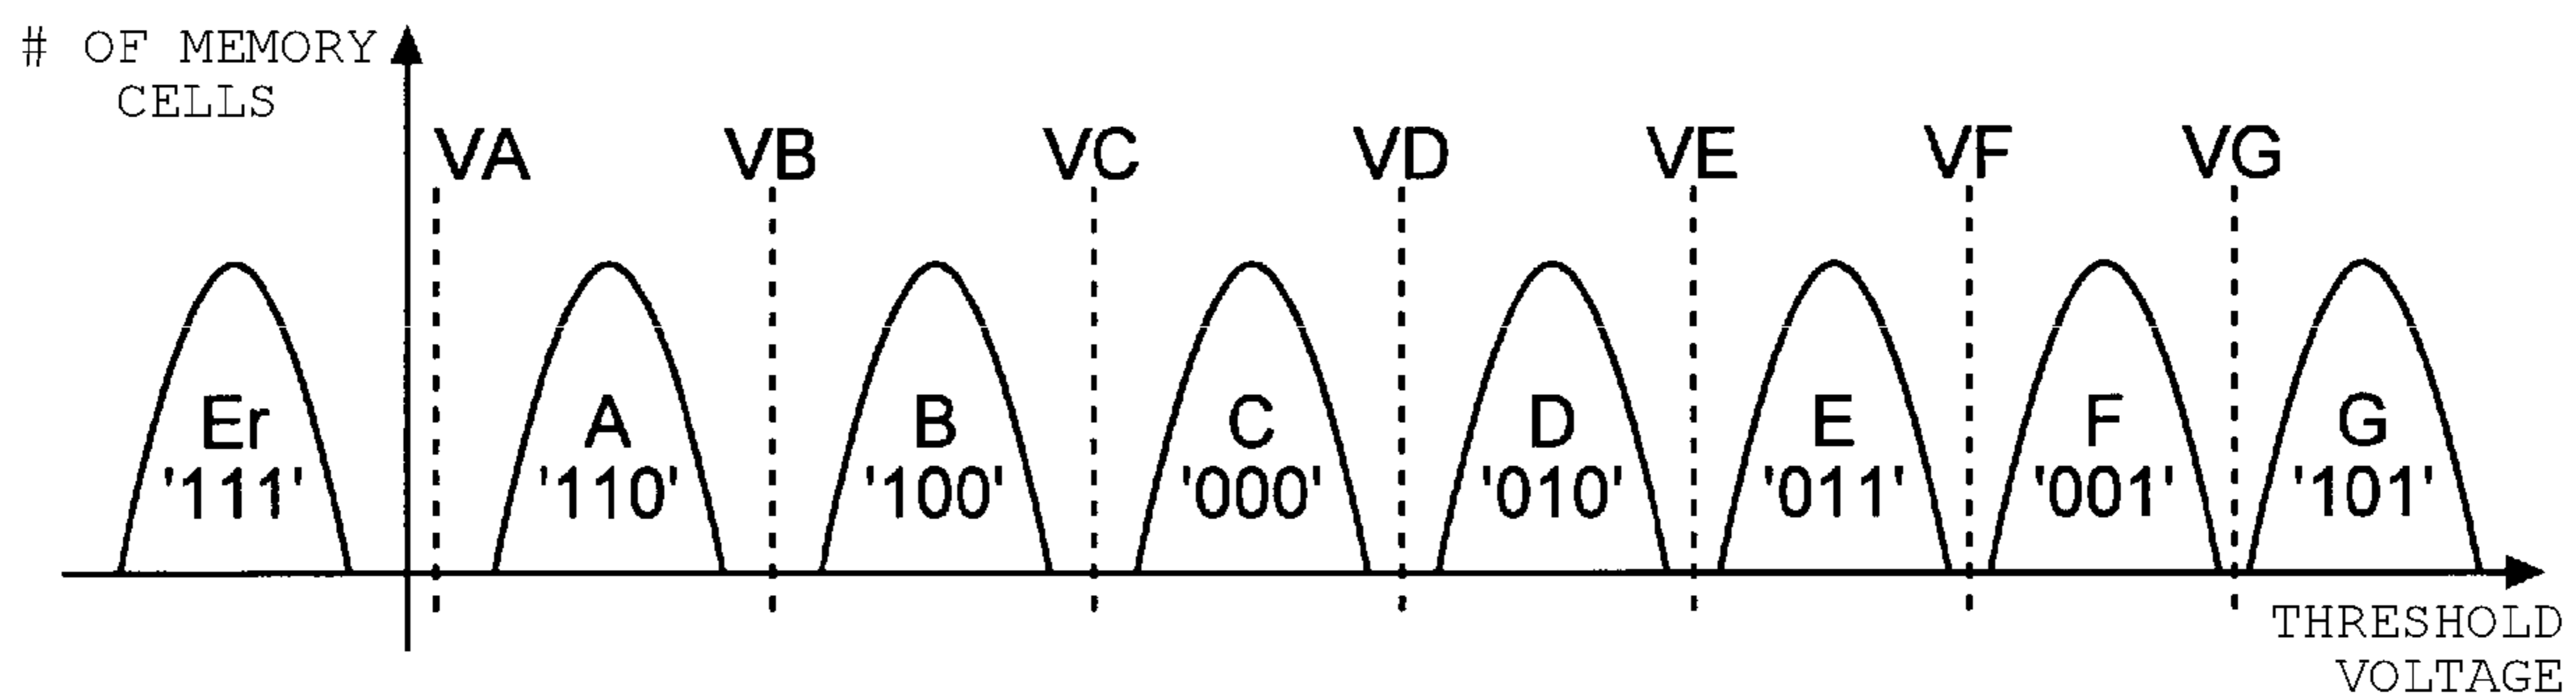 # OF MEMORY
CELLS
VA VB VC VD VE VF VG
Er A B C D E F G
'111' '110' '100' '000' '010' '011' '001' '101'
THRESHOLD
VOLTAGE